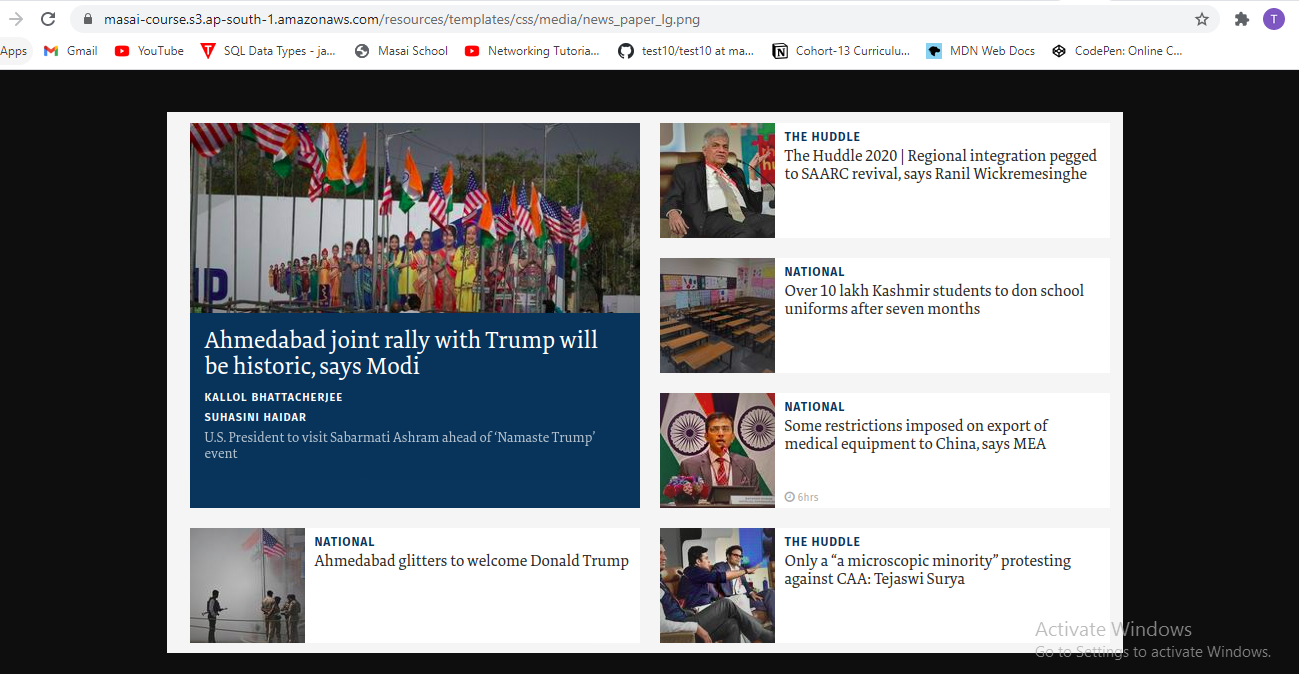 masai-course.s3.ap-south-1.amazonaws.com/resources/templates/css/media/news_paper_lg.png
T
Apps
Gmail
YouTube
SQL Data Types - ja...
Masai School
Networking Tutoria...
test10/test10 at ma...
Cohort-13 Curriculu...
MDN Web Docs
CodePen: Online C...
Ahmedabad joint rally with Trump will
be historic, says Modi
KALLOL BHATTACHERJEE
SUHASINI HAIDAR
U.S. President to visit Sabarmati Ashram ahead of ‘Namaste Trump’
event
NATIONAL
Ahmedabad glitters to welcome Donald Trump
THE HUDDLE
The Huddle 2020 | Regional integration pegged
to SAARC revival, says Ranil Wickremesinghe
NATIONAL
Over 10 lakh Kashmir students to don school
uniforms after seven months
NATIONAL
Some restrictions imposed on export of
medical equipment to China, says MEA
6hrs
THE HUDDLE
Only a “a microscopic minority” protesting
against CAA: Tejaswi Surya
Activate Windows
Go to Settings to activate Windows.